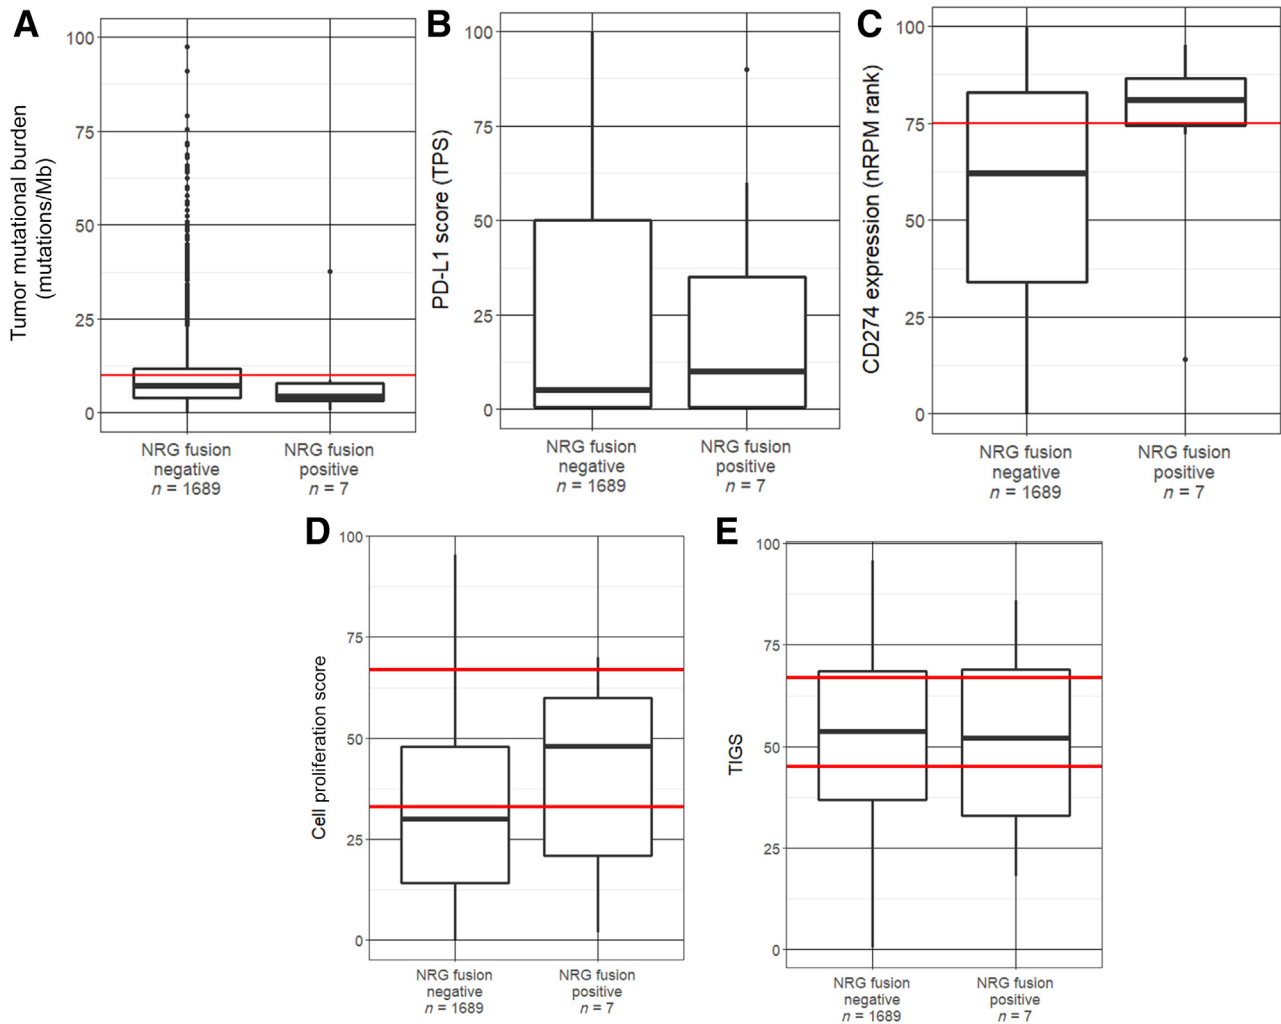 A
Tumor mutational burden
(mutations/Mb)
100
75
50
25
0
NRG fusion
negative
n = 1689
NRG fusion
positive
n = 7
B
PD-L1 score (TPS)
100
75
50
25
0
NRG fusion
negative
n = 1689
NRG fusion
positive
n = 7
C
CD274 expression (nRPM rank)
100
75
50
25
0
NRG fusion
negative
n = 1689
NRG fusion
positive
n = 7
D
Cell proliferation score
100
75
50
25
0
NRG fusion
negative
n = 1689
NRG fusion
positive
n = 7
E
TIGS
100
75
50
25
0
NRG fusion
negative
n = 1689
NRG fusion
positive
n = 7